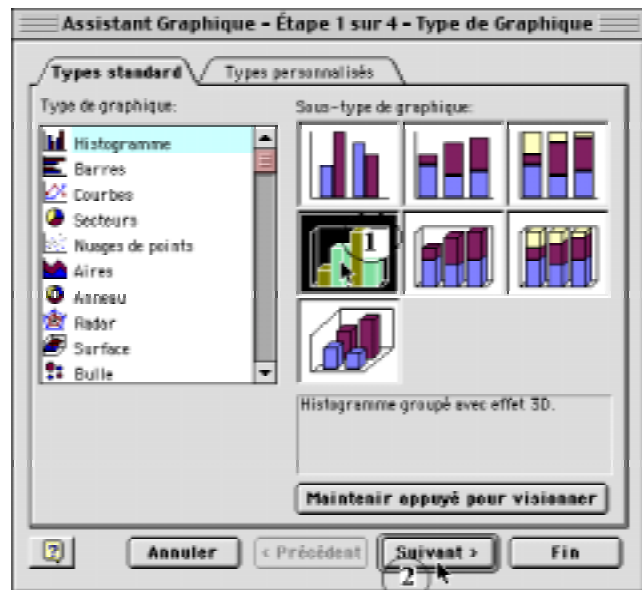 Assistant Graphique - Étape 1 sur 4 - Type de Graphique
Types standard
Types personnalisés
Type de graphique:
Histogramme
Barres
Courbes
Secteurs
Nuages de points
Aires
Anneau
Radar
Surface
Bulle
Sous-type de graphique:
1
Histogramme groupé avec effet 3D.
Maintenir appuyé pour visionner
?
Annuler
< Précédent
Suivant >
Fin
2